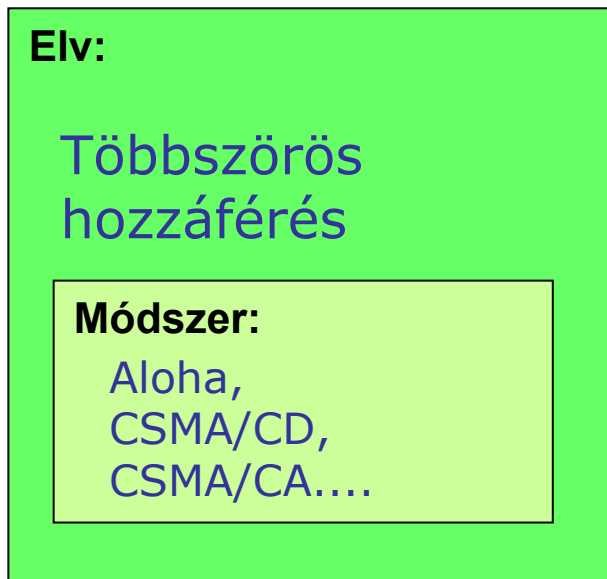 Elv:
Többszörös
hozzáférés
Módszer:
Aloha,
CSMA/CD,
CSMA/CA....